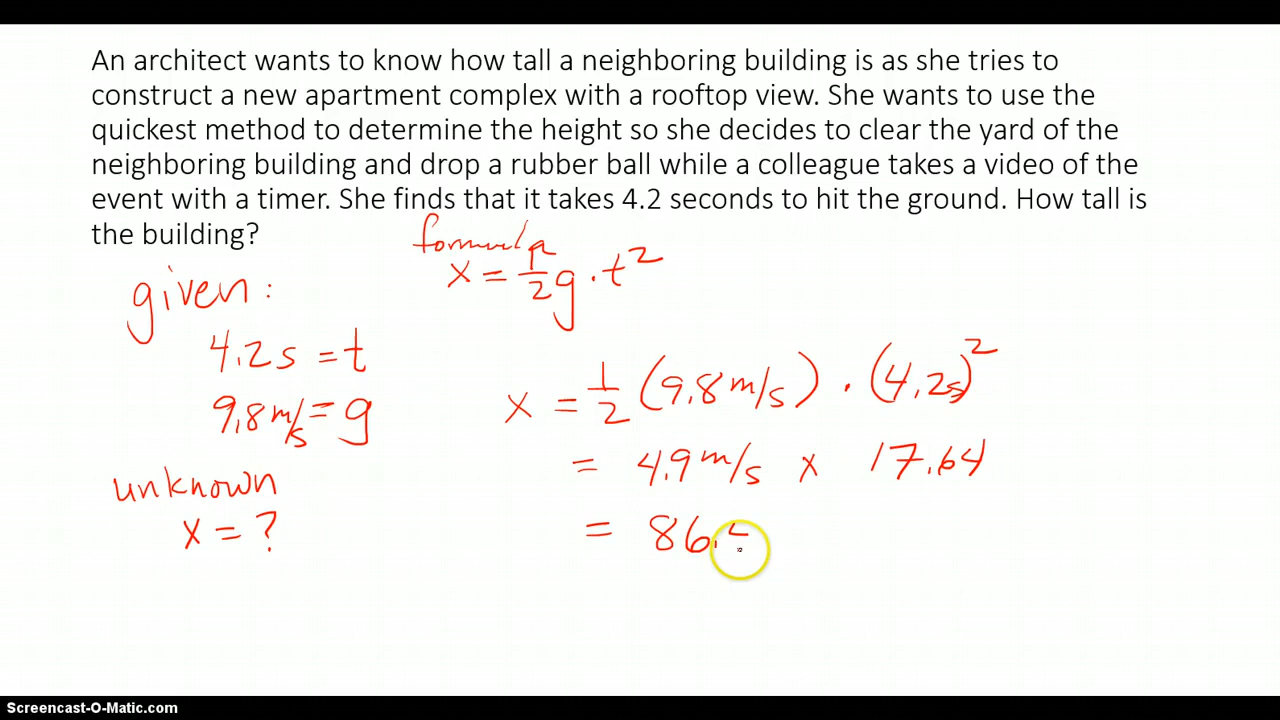 An architect wants to know how tall a neighboring building is as she tries to
construct a new apartment complex with a rooftop view. She wants to use the
quickest method to determine the height so she decides to clear the yard of the
neighboring building and drop a rubber ball while a colleague takes a video of the
event with a timer. She finds that it takes 4.2 seconds to hit the ground. How tall is
the building?
formula
x = 1/2 g · t²
given:
4.2s = t
9.8 m/s = g
unknown
x = ?
x = 1/2 (9.8 m/s) · (4.2s)²
= 4.9 m/s x 17.64
= 86.
Screencast-O-Matic.com